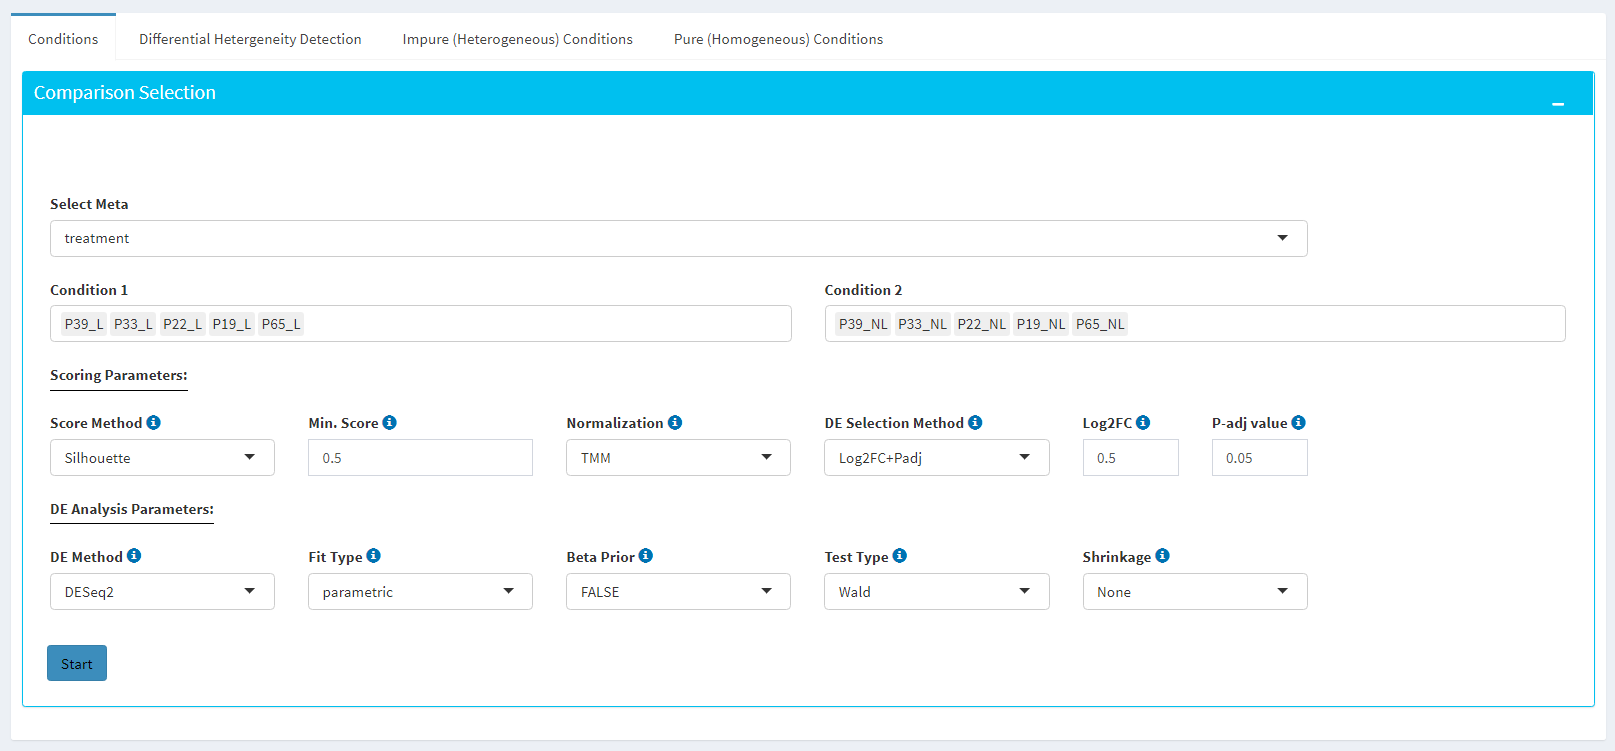 Conditions Differential Hetergeneity Detection Impure (Heterogeneous) Conditions Pure (Homogeneous) Conditions
Comparison Selection
Select Meta
treatment
Condition 1 Condition 2
P39_L P33_L P22_L P19_L P65_L P39_NL P33_NL P22_NL P19_NL P65_NL
Scoring Parameters:
Score Method Min. Score Normalization DE Selection Method Log2FC P-adj value
Silhouette 0.5 TMM Log2FC+Padj 0.5 0.05
DE Analysis Parameters:
DE Method Fit Type Beta Prior Test Type Shrinkage
DESeq2 parametric FALSE Wald None
Start